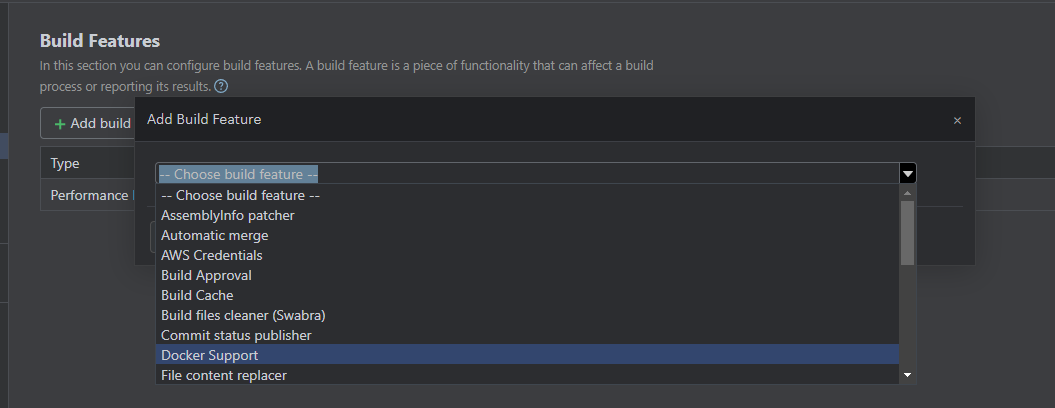 Build Features
In this section you can configure build features. A build feature is a piece of functionality that can affect a build
process or reporting its results. ?
+ Add build
Add Build Feature ×
Type
-- Choose build feature --
Performance
-- Choose build feature --
AssemblyInfo patcher
Automatic merge
AWS Credentials
Build Approval
Build Cache
Build files cleaner (Swabra)
Commit status publisher
Docker Support
File content replacer